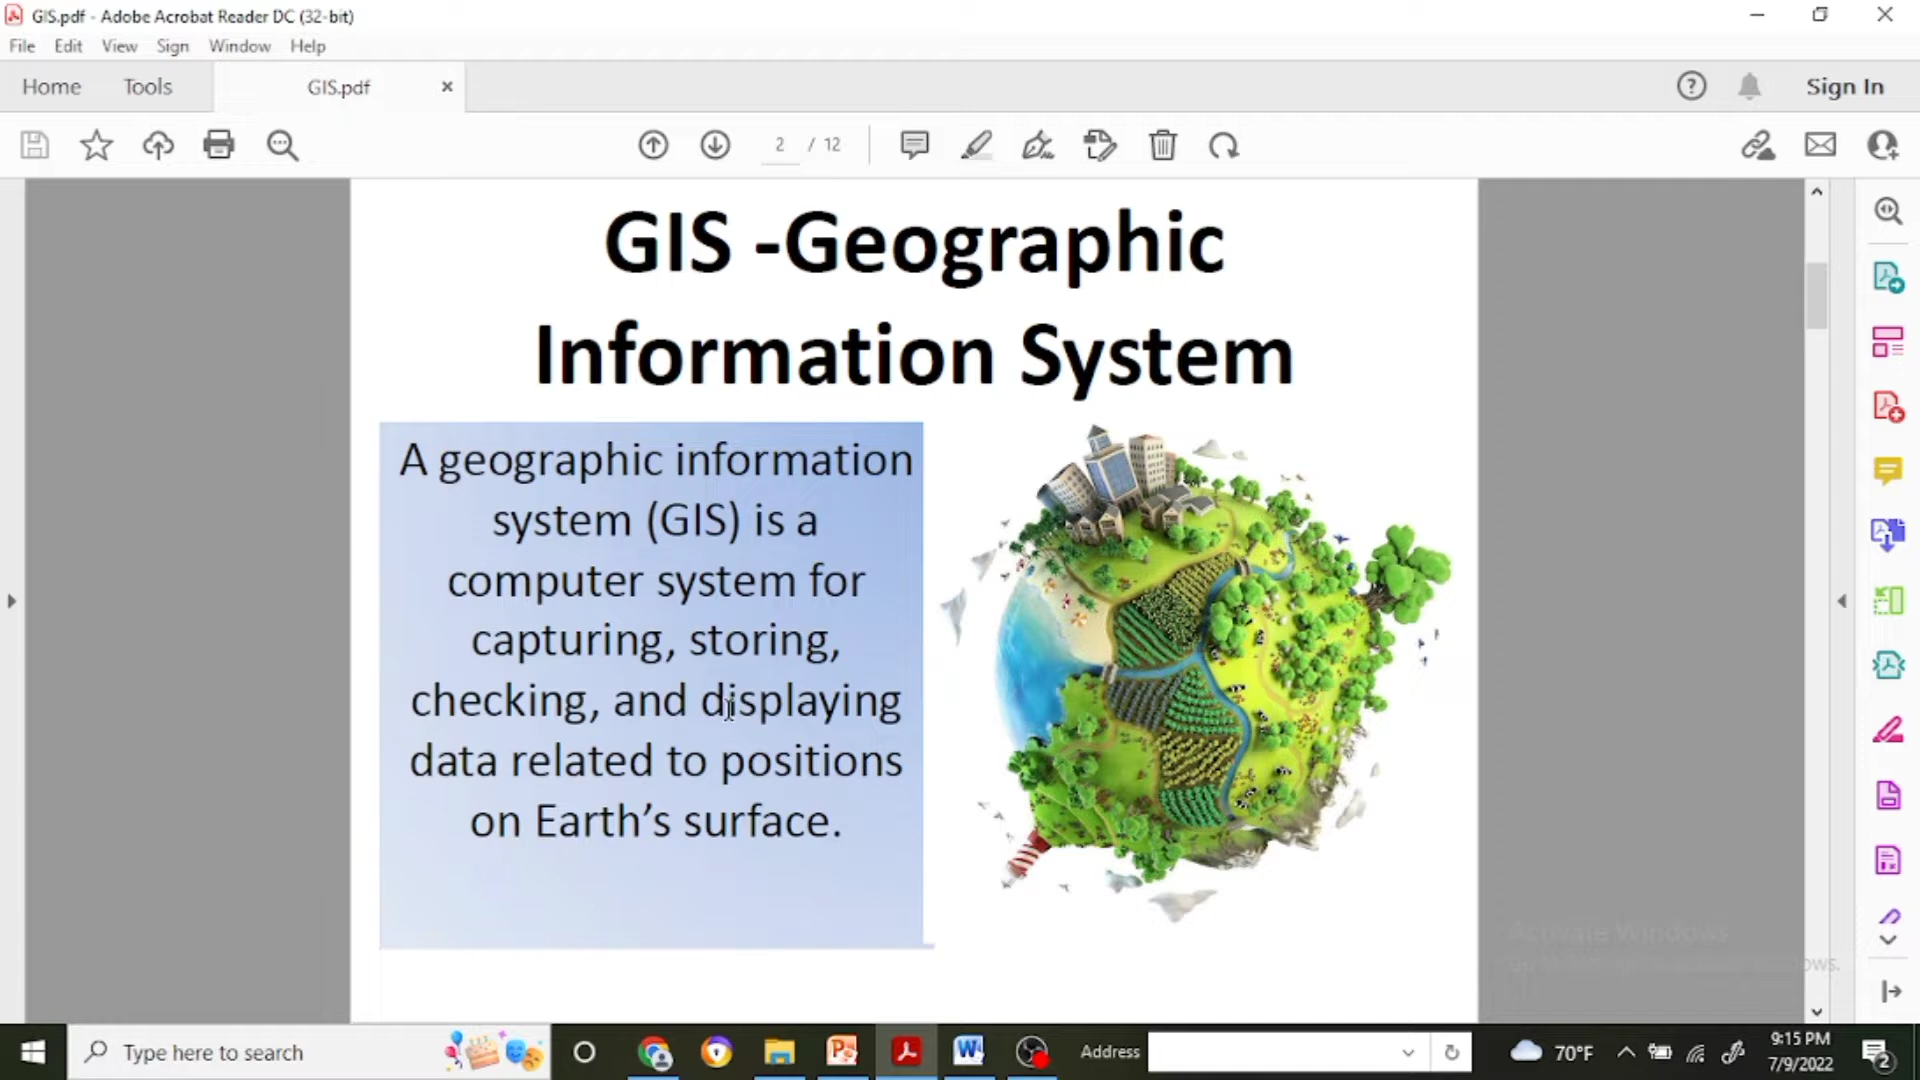 GIS.pdf - Adobe Acrobat Reader DC (32-bit)
File Edit View Sign Window Help
Home Tools GIS.pdf Sign In
2 / 12
GIS -Geographic
Information System
A geographic information
system (GIS) is a
computer system for
capturing, storing,
checking, and displaying
data related to positions
on Earth’s surface.
Activate Windows
Type here to search
Address
70°F
9:15 PM
7/9/2022
2